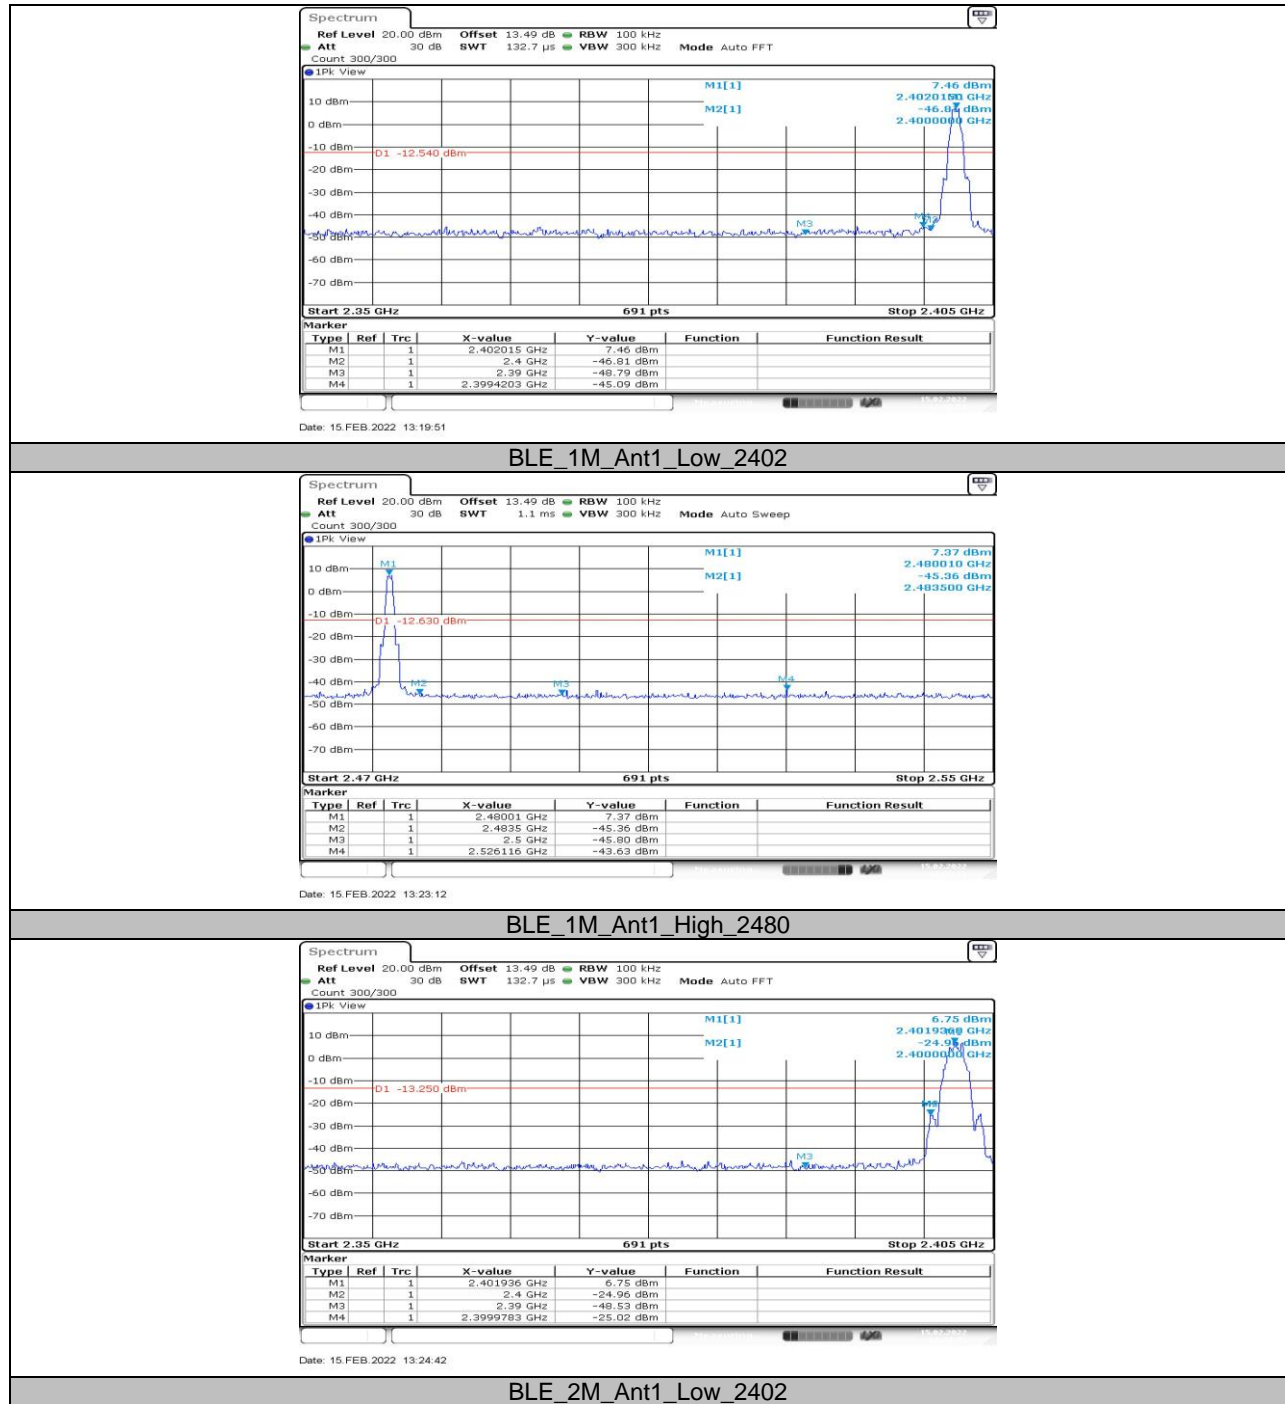 Spectrum
Ref Level 20.00 dBm Offset 13.49 dB RBW 100 kHz
Att 30 dB SWT 132.7 µs VBW 300 kHz Mode Auto FFT
Count 300/300
1Pk View
M1[1] 7.46 dBm
GHz
10 dBm
M2[1] dBm
0 dBm
2.4000000 GHz
-10 dBm
D1 -12.540 dBm
-20 dBm
-30 dBm
-40 dBm
M3
-50 dBm
-60 dBm
-70 dBm
Start 2.35 GHz 691 pts Stop 2.405 GHz
Marker
Type Ref Trc X-value Y-value Function Function Result
M1 1 2.402015 GHz 7.46 dBm
M2 1 2.4 GHz -46.81 dBm
M3 1 2.39 GHz -48.79 dBm
M4 1 2.3994203 GHz -45.09 dBm
Date: 15.FEB.2022 13:19:51
BLE_1M_Ant1_Low_2402
Spectrum
Ref Level 20.00 dBm Offset 13.49 dB RBW 100 kHz
Att 30 dB SWT 1.1 ms VBW 300 kHz Mode Auto Sweep
Count 300/300
1Pk View
M1[1] 7.37 dBm
2.480010 GHz
10 dBm M1
M2[1] -45.36 dBm
0 dBm
2.483500 GHz
-10 dBm
D1 -12.630 dBm
-20 dBm
-30 dBm
-40 dBm
M2 M3 M4
-50 dBm
-60 dBm
-70 dBm
Start 2.47 GHz 691 pts Stop 2.55 GHz
Marker
Type Ref Trc X-value Y-value Function Function Result
M1 1 2.48001 GHz 7.37 dBm
M2 1 2.4835 GHz -45.36 dBm
M3 1 2.5 GHz -45.80 dBm
M4 1 2.526116 GHz -43.63 dBm
Date: 15.FEB.2022 13:23:12
BLE_1M_Ant1_High_2480
Spectrum
Ref Level 20.00 dBm Offset 13.49 dB RBW 100 kHz
Att 30 dB SWT 132.7 µs VBW 300 kHz Mode Auto FFT
Count 300/300
1Pk View
M1[1] 6.75 dBm
GHz
10 dBm
M2[1] dBm
0 dBm
2.4000000 GHz
-10 dBm
D1 -13.250 dBm
-20 dBm
-30 dBm
-40 dBm
M3
-50 dBm
-60 dBm
-70 dBm
Start 2.35 GHz 691 pts Stop 2.405 GHz
Marker
Type Ref Trc X-value Y-value Function Function Result
M1 1 2.401936 GHz 6.75 dBm
M2 1 2.4 GHz -24.96 dBm
M3 1 2.39 GHz -48.53 dBm
M4 1 2.3999783 GHz -25.02 dBm
Date: 15.FEB.2022 13:24:42
BLE_2M_Ant1_Low_2402